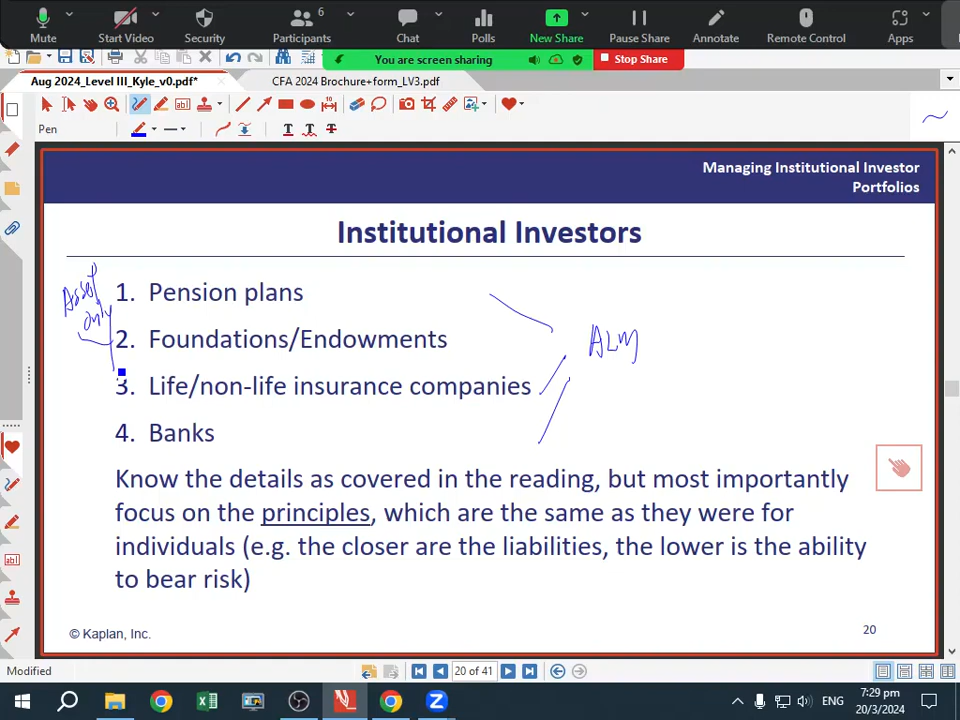 Mute
Start Video
Security
Participants
6
Chat
Polls
New Share
Pause Share
Annotate
Remote Control
Apps
You are screen sharing
Stop Share
Aug 2024_Level III_Kyle_v0.pdf*
CFA 2024 Brochure+form_LV3.pdf
Pen
Managing Institutional Investor
Portfolios
Institutional Investors
Asset
only
1. Pension plans
2. Foundations/Endowments
3. Life/non-life insurance companies
4. Banks
ALM
Know the details as covered in the reading, but most importantly
focus on the principles, which are the same as they were for
individuals (e.g. the closer are the liabilities, the lower is the ability
to bear risk)
© Kaplan, Inc.
20
Modified
20 of 41
ENG
7:29 pm
20/3/2024